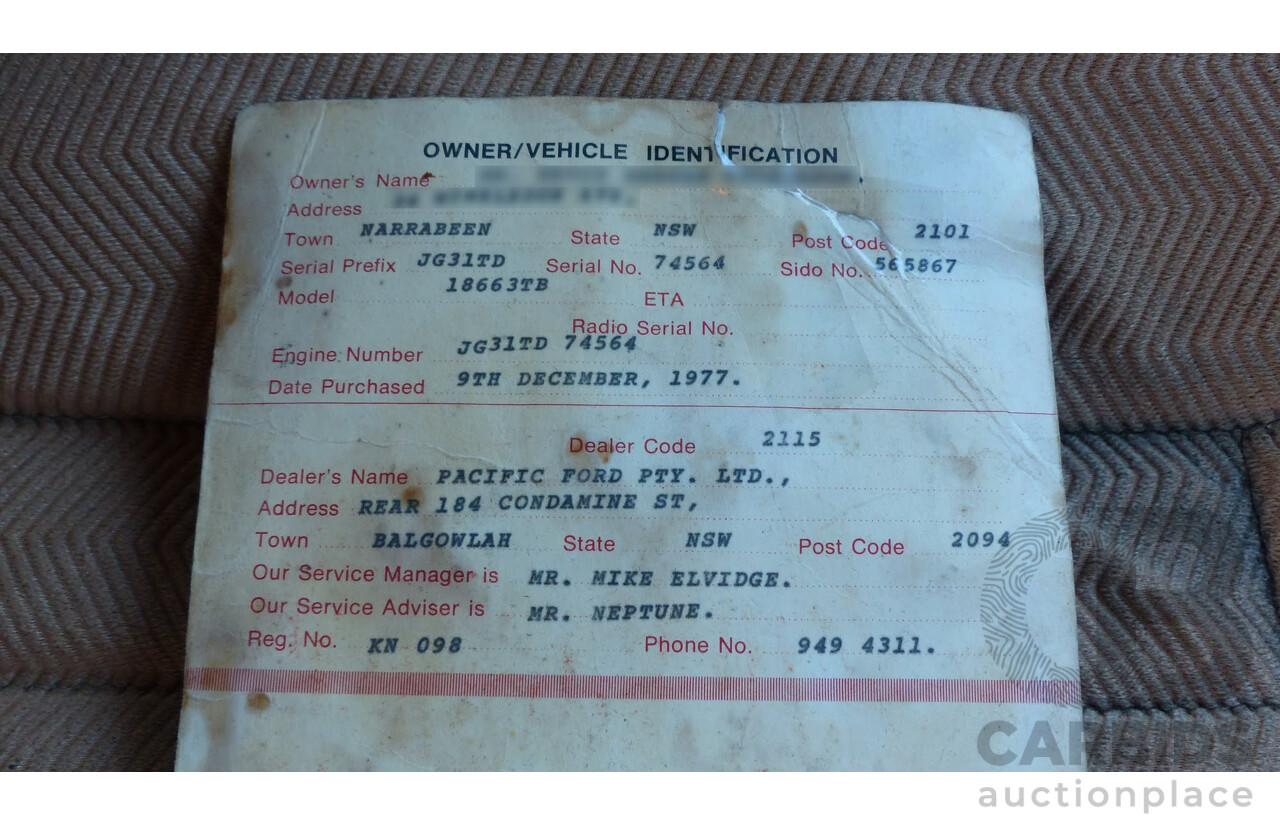 OWNER/VEHICLE IDENTIFICATION
Owner's Name
Address
Town NARRABEEN State NSW Post Code 2101
Serial Prefix JG31TD Serial No. 74564 Sido No. 565867
Model 18663TB ETA
Radio Serial No.
Engine Number JG31TD 74564
Date Purchased 9TH DECEMBER, 1977.
Dealer Code 2115
Dealer's Name PACIFIC FORD PTY. LTD.,
Address REAR 184 CONDAMINE ST,
Town BALGOWLAH State NSW Post Code 2094
Our Service Manager is MR. MIKE ELVIDGE.
Our Service Adviser is MR. NEPTUNE.
Reg. No. KN 098 Phone No. 949 4311.
CARBIDS
auctionplace